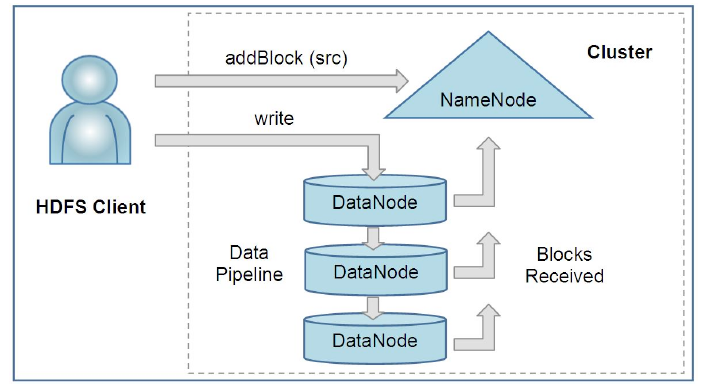 Cluster
addBlock (src)
NameNode
write
HDFS Client
DataNode
Data
Pipeline
DataNode
Blocks
Received
DataNode